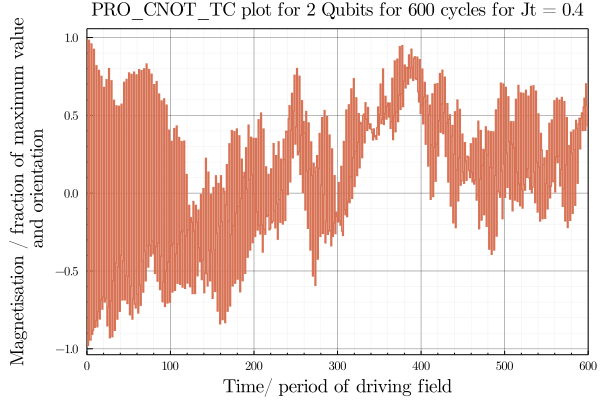 PRO_CNOT_TC plot for 2 Qubits for 600 cycles for Jt = 0.4
Magnetisation / fraction of maximum value
and orientation
1.0
0.5
0.0
−0.5
−1.0
0 100 200 300 400 500 600
Time/ period of driving field